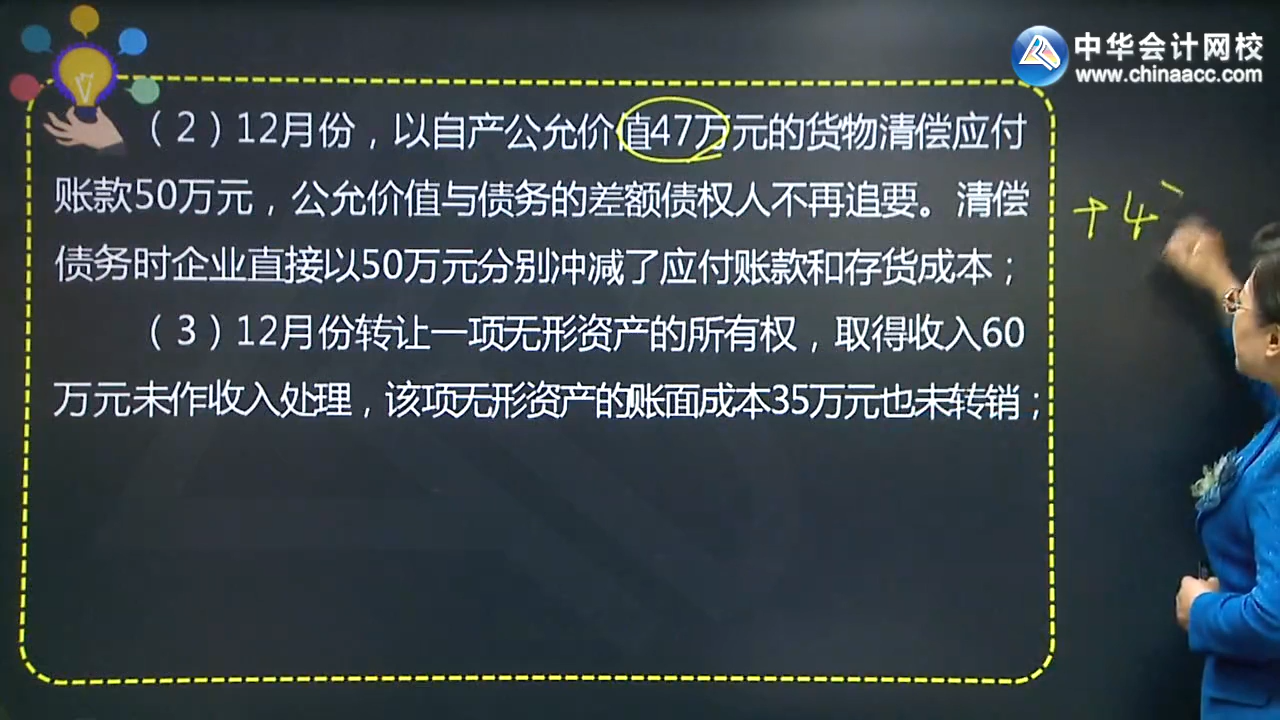 中华会计网校
www.chinaacc.com
（2）12月份，以自产公允价值47万元的货物清偿应付
账款50万元，公允价值与债务的差额债权人不再追要。清偿
债务时企业直接以50万元分别冲减了应付账款和存货成本；
（3）12月份转让一项无形资产的所有权，取得收入60
万元未作收入处理，该项无形资产的账面成本35万元也未转销；
+4